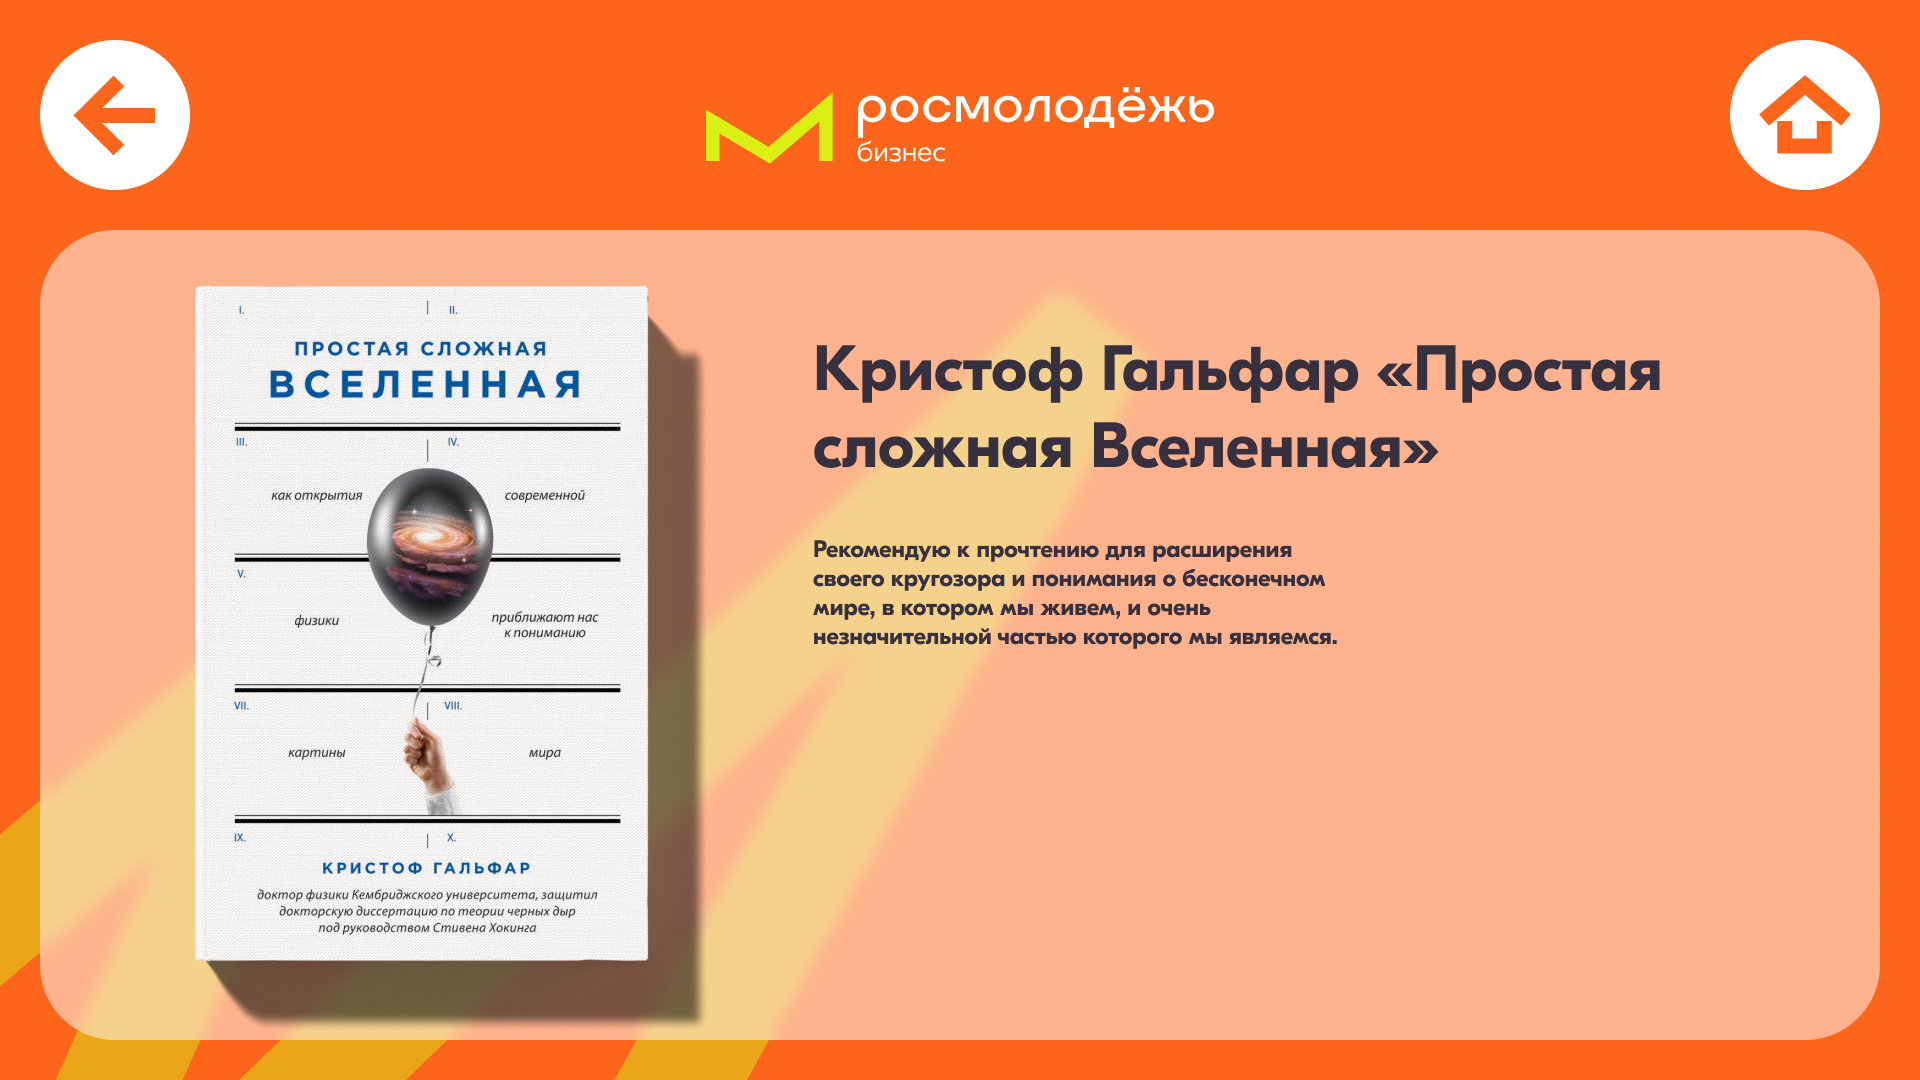 росмолодёжь
бизнес
I.
II.
ПРОСТАЯ СЛОЖНАЯ
ВСЕЛЕННАЯ
III.
IV.
как открытия
современной
V.
физики
приближают нас
к пониманию
VII.
VIII.
картины
мира
IX.
X.
КРИСТОФ ГАЛЬФАР
доктор физики Кембриджского университета, защитил
докторскую диссертацию по теории черных дыр
под руководством Стивена Хокинга
Кристоф Гальфар «Простая
сложная Вселенная»
Рекомендую к прочтению для расширения
своего кругозора и понимания о бесконечном
мире, в котором мы живем, и очень
незначительной частью которого мы являемся.